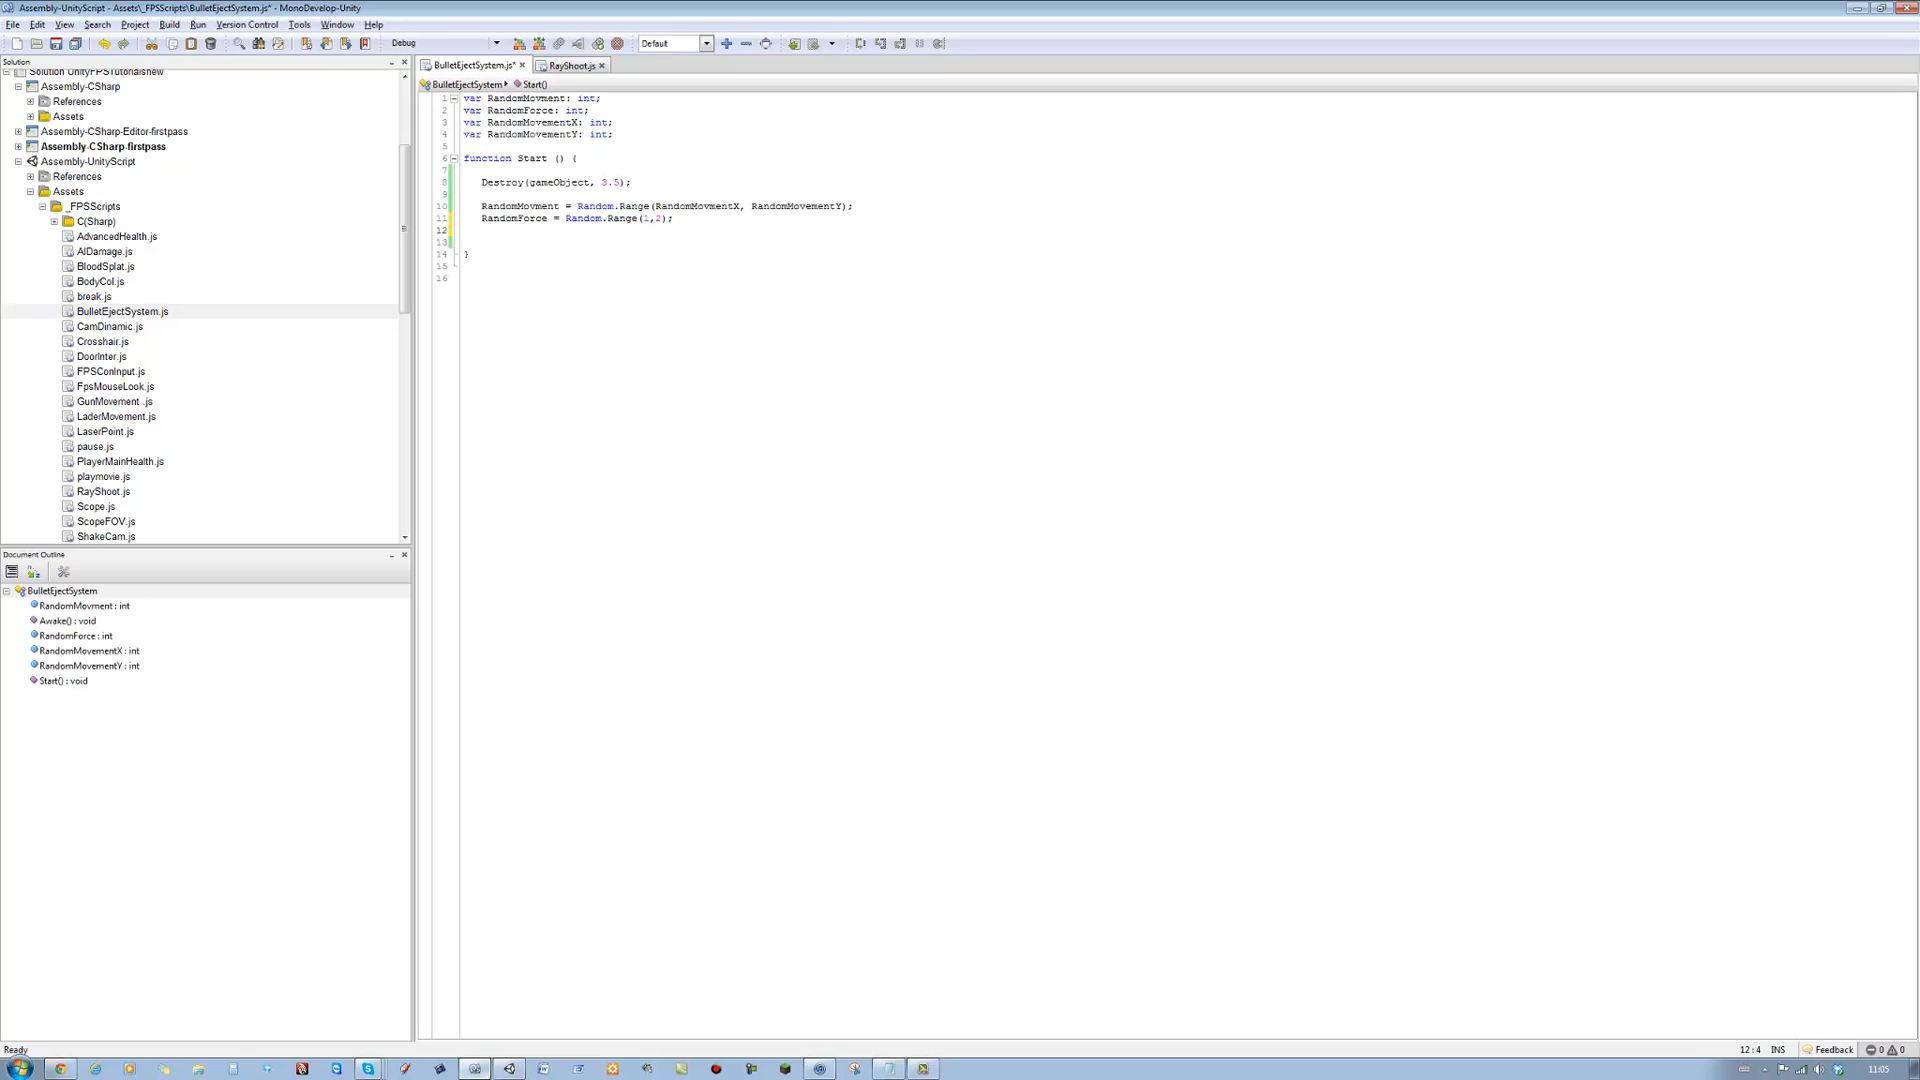 Assembly-UnityScript - Assets\_FPSScripts\BulletEjectSystem.js* - MonoDevelop-Unity
File Edit View Search Project Build Run Version Control Window Tools Help
Debug
Default
Solution
Solution UnityFPSTutorialsnew
Assembly-CSharp
References
Assets
Assembly-CSharp-Editor-firstpass
Assembly-CSharp-firstpass
Assembly-UnityScript
References
Assets
_FPSScripts
C(Sharp)
AdvancedHealth.js
AIDamage.js
BloodSplat.js
BodyCol.js
break.js
BulletEjectSystem.js
CamDinamic.js
Crosshair.js
DoorInter.js
FPSConInput.js
FpsMouseLook.js
GunMovement .js
LaderMovement.js
LaserPoint.js
pause.js
PlayerMainHealth.js
playmovie.js
RayShoot.js
Scope.js
ScopeFOV.js
ShakeCam.js
Document Outline
BulletEjectSystem
RandomMovment : int
Awake() : void
RandomForce : int
RandomMovementX : int
RandomMovementY : int
Start() : void
BulletEjectSystem.js* RayShoot.js
BulletEjectSystem Start()
1 var RandomMovment: int;
2 var RandomForce: int;
3 var RandomMovementX: int;
4 var RandomMovementY: int;
5
6 function Start () {
7
8 Destroy(gameObject, 3.5);
9
10 RandomMovment = Random.Range(RandomMovmentX, RandomMovementY);
11 RandomForce = Random.Range(1,2);
12
13
14 }
15
16
Ready 12 : 4 INS Feedback 0 0
11:05